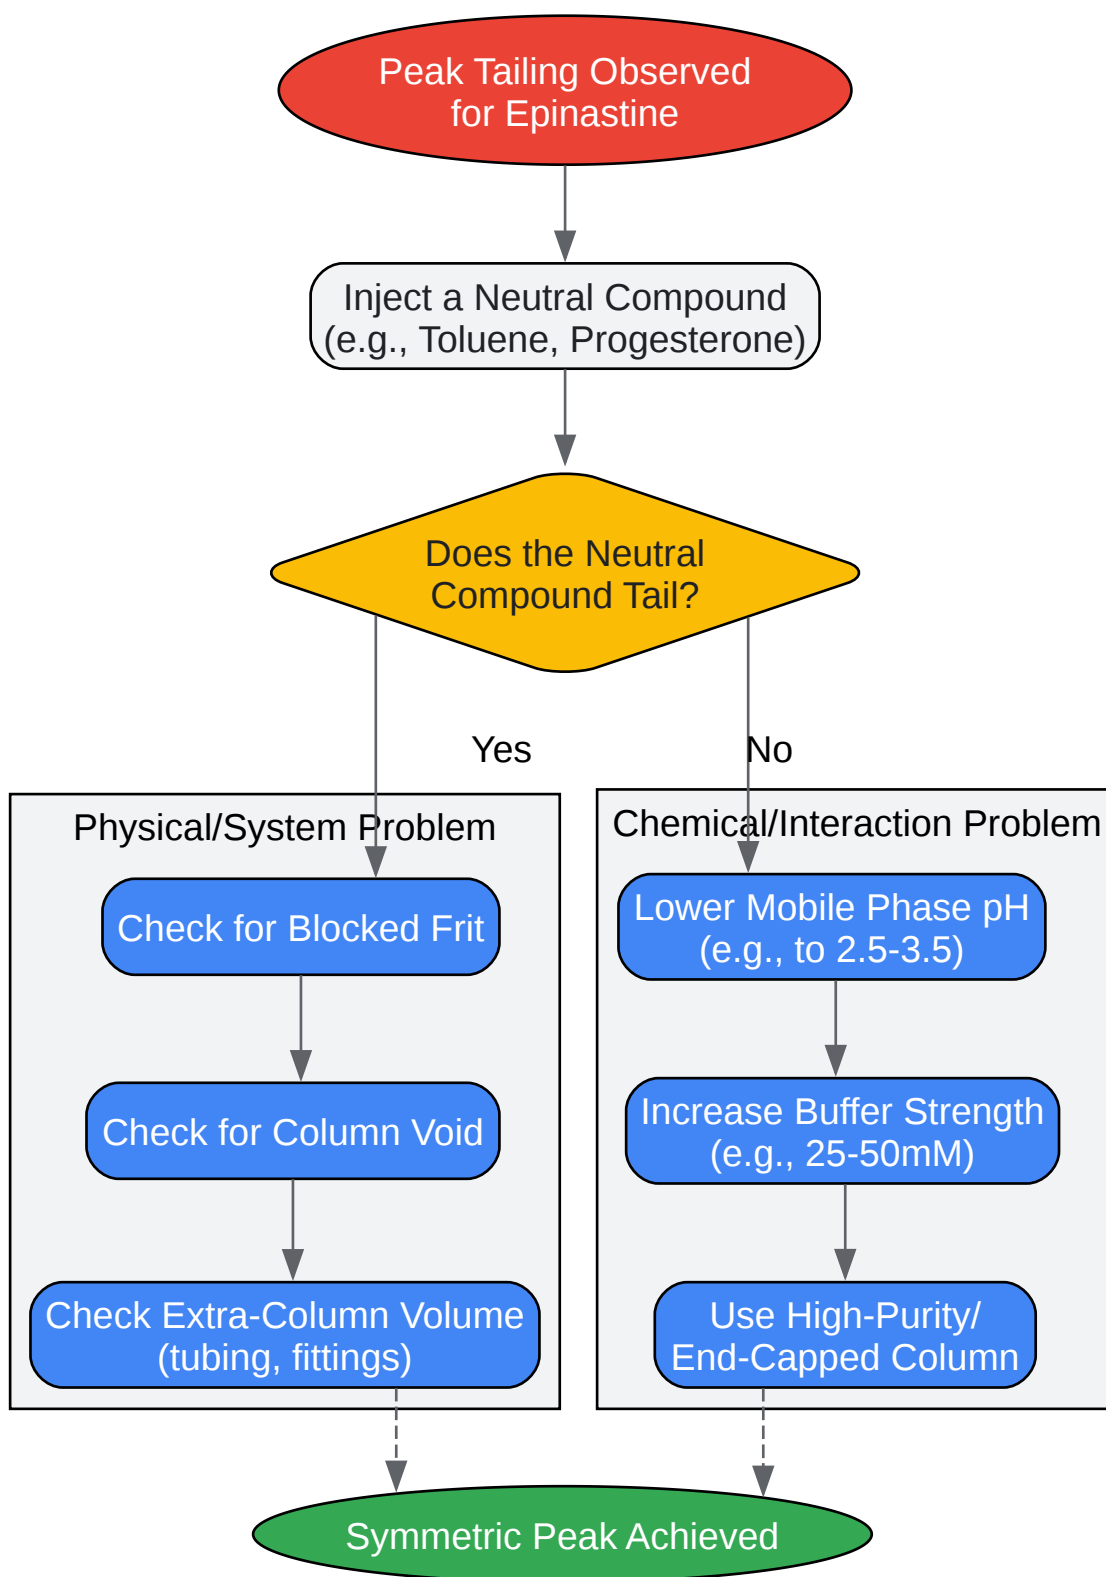 Peak Tailing Observed
for Epinastine
Inject a Neutral Compound
(e.g., Toluene, Progesterone)
Does the Neutral
Compound Tail?
Yes
No
Physical/System Problem
Check for Blocked Frit
Check for Column Void
Check Extra-Column Volume
(tubing, fittings)
Chemical/Interaction Problem
Lower Mobile Phase pH
(e.g., to 2.5-3.5)
Increase Buffer Strength
(e.g., 25-50mM)
Use High-Purity/
End-Capped Column
Symmetric Peak Achieved